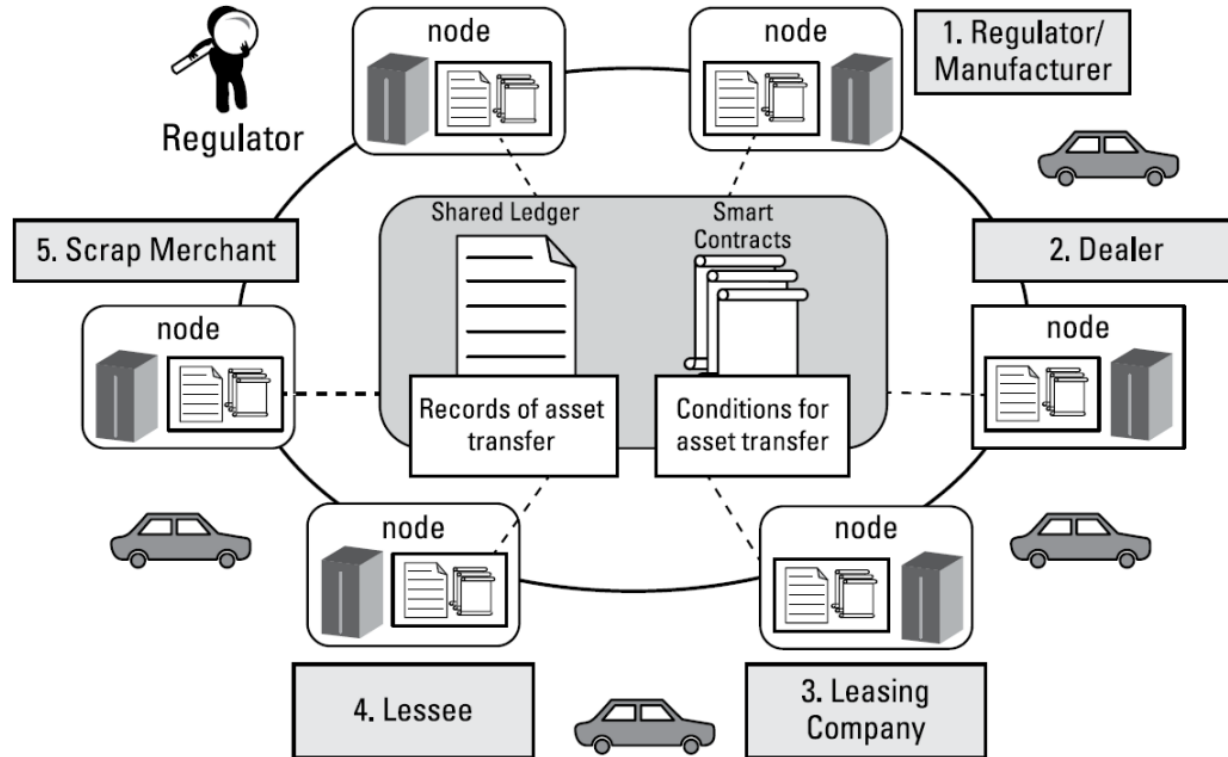 node
node
1. Regulator/
Manufacturer
Regulator
Shared Ledger
Smart
Contracts
5. Scrap Merchant
2. Dealer
node
node
Records of asset
transfer
Conditions for
asset transfer
node
node
4. Lessee
3. Leasing
Company